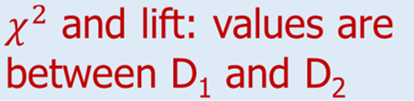 χ² and lift: values are
between D₁ and D₂